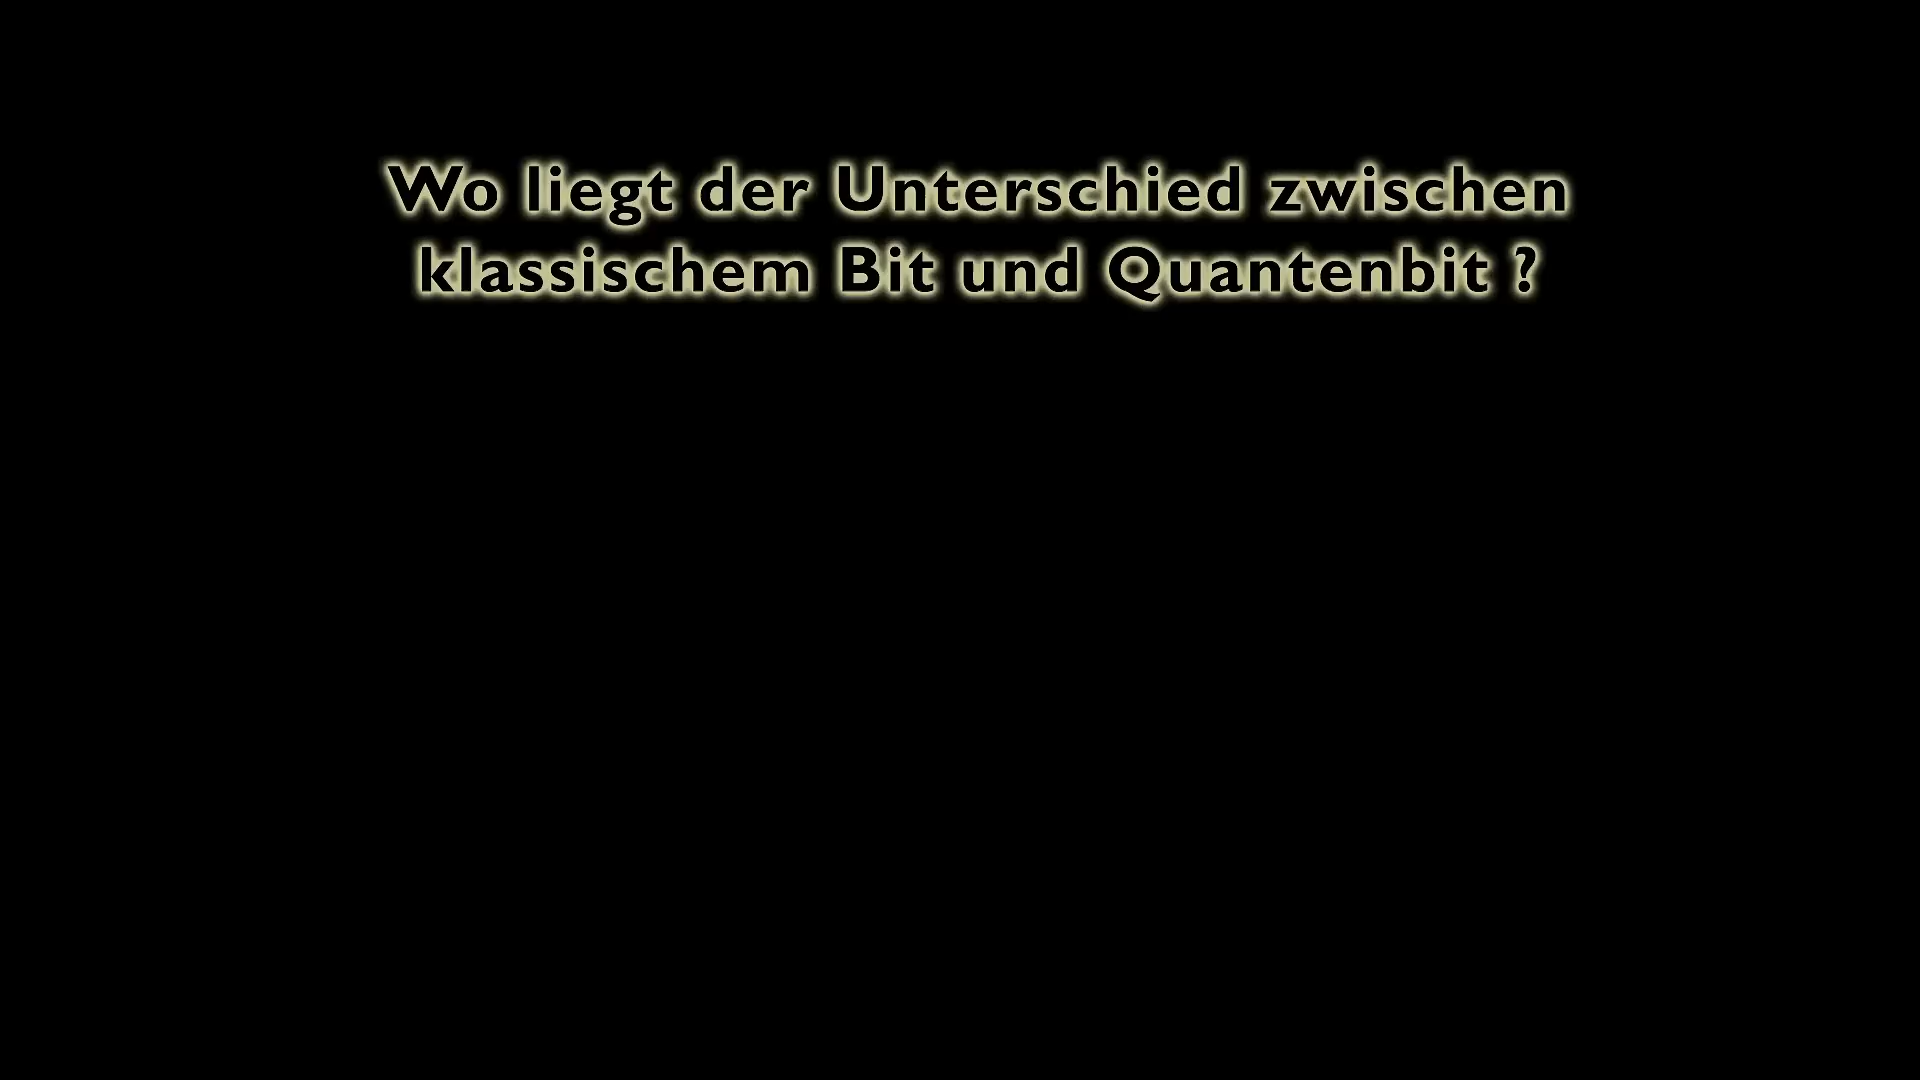 Wo liegt der Unterschied zwischen
klassischem Bit und Quantenbit ?